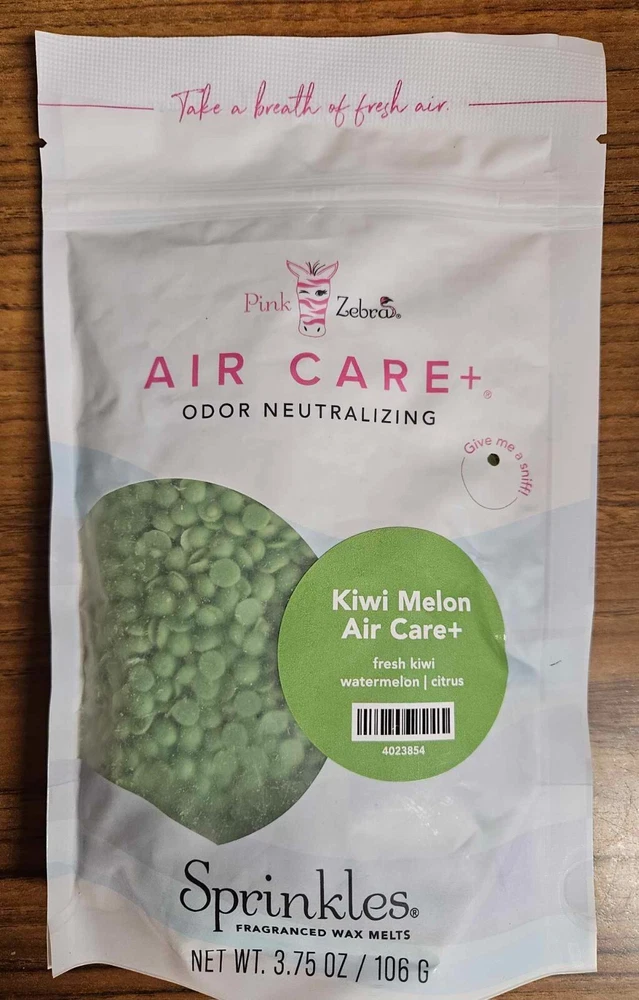 Take a breath of fresh air.
Pink Zebra®
AIR CARE+®
ODOR NEUTRALIZING
Give me a sniff!
Kiwi Melon
Air Care+
fresh kiwi
watermelon | citrus
4023854
Sprinkles®
FRAGRANCED WAX MELTS
NET WT. 3.75 OZ / 106 G